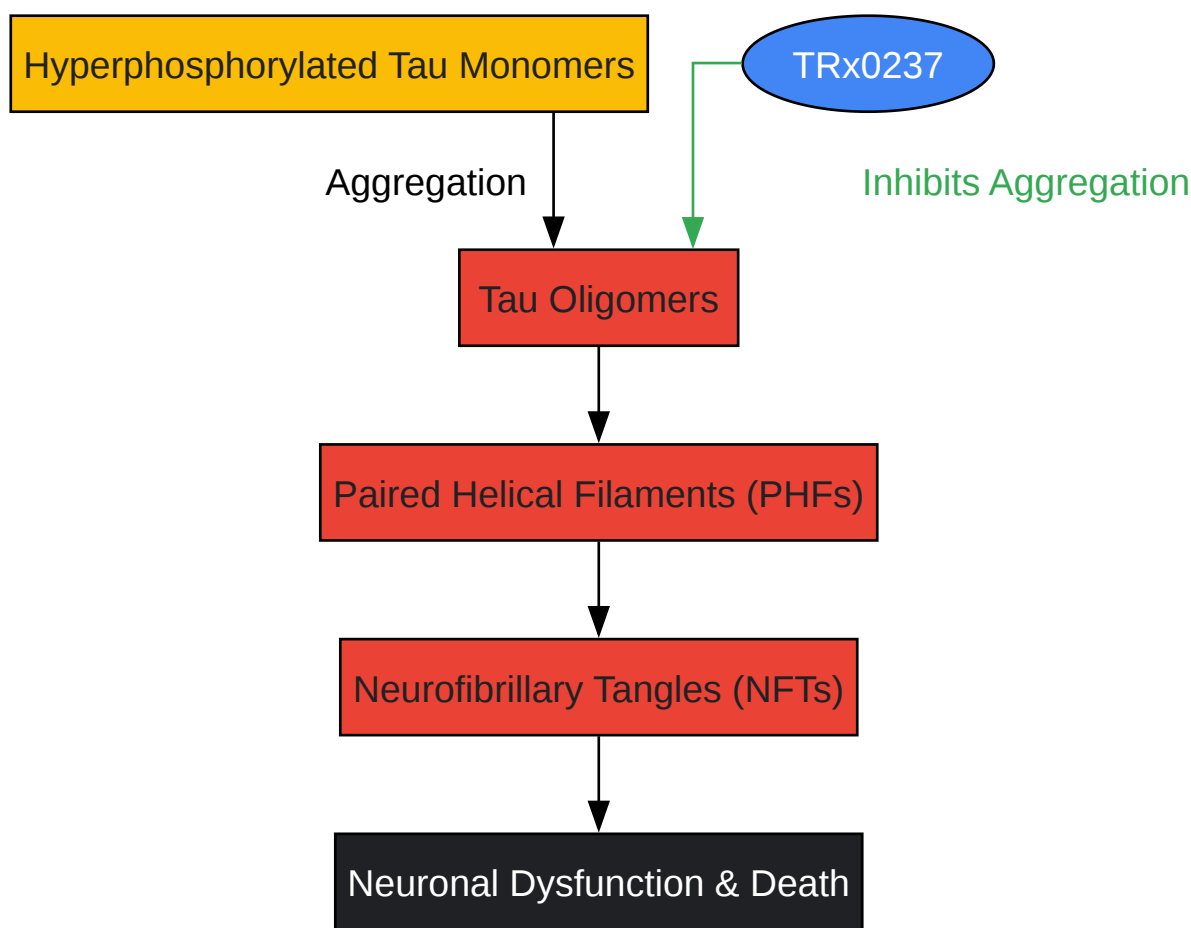 Hyperphosphorylated Tau Monomers
TRx0237
Aggregation
Inhibits Aggregation
Tau Oligomers
Paired Helical Filaments (PHFs)
Neurofibrillary Tangles (NFTs)
Neuronal Dysfunction & Death